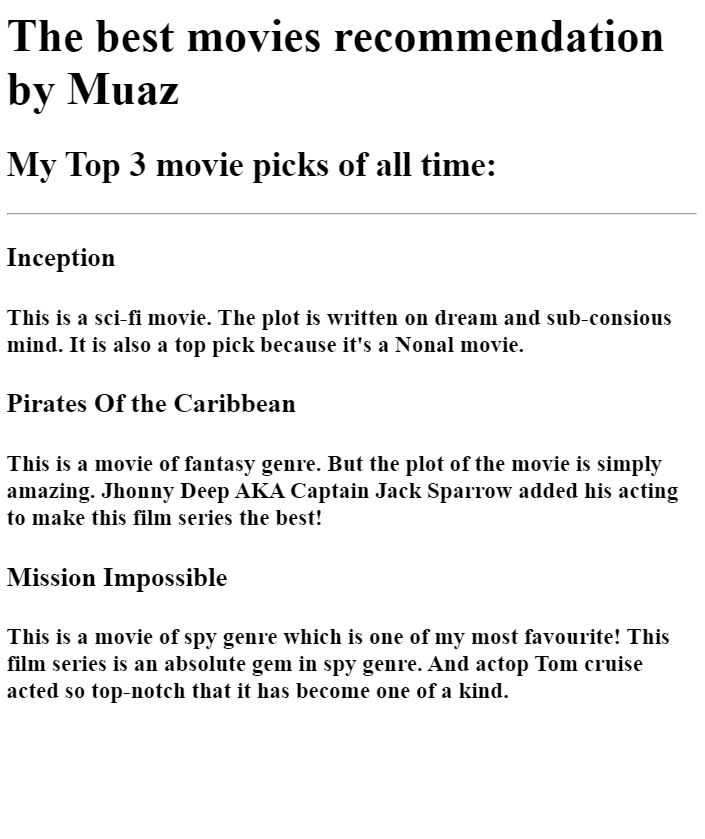 The best movies recommendation
by Muaz
My Top 3 movie picks of all time:
Inception
This is a sci-fi movie. The plot is written on dream and sub-consious
mind. It is also a top pick because it's a Nonal movie.
Pirates Of the Caribbean
This is a movie of fantasy genre. But the plot of the movie is simply
amazing. Jhonny Deep AKA Captain Jack Sparrow added his acting
to make this film series the best!
Mission Impossible
This is a movie of spy genre which is one of my most favourite! This
film series is an absolute gem in spy genre. And actop Tom cruise
acted so top-notch that it has become one of a kind.